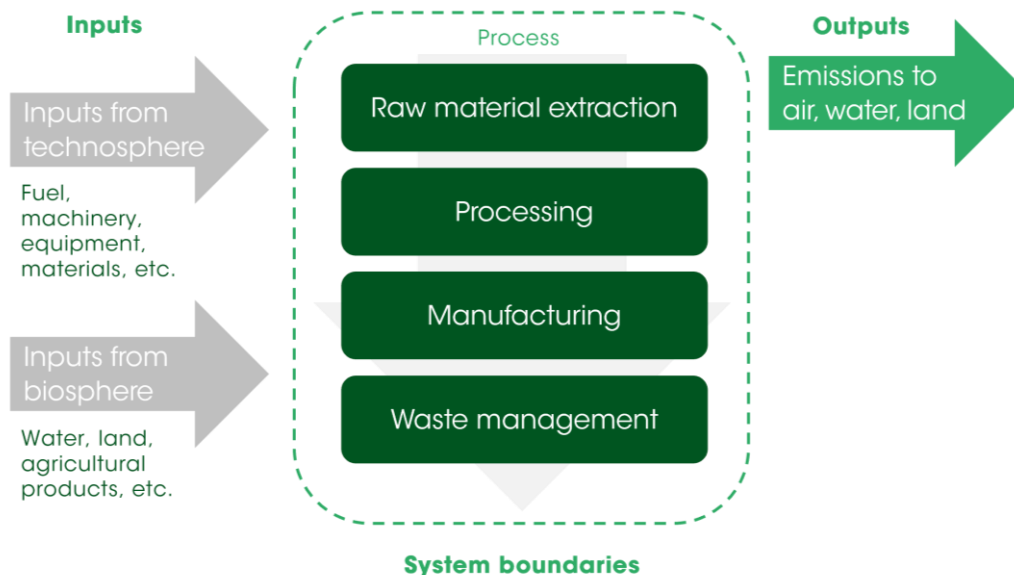 Inputs
Inputs from
technosphere
Fuel,
machinery,
equipment,
materials, etc.
Inputs from
biosphere
Water, land,
agricultural
products, etc.
Process
Raw material extraction
Processing
Manufacturing
Waste management
System boundaries
Outputs
Emissions to
air, water, land